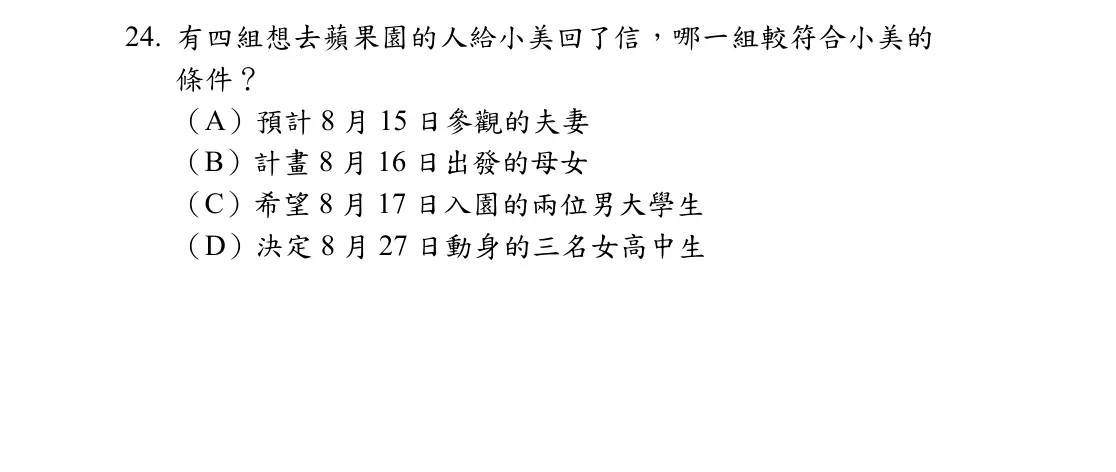 24. 有四組想去蘋果園的人給小美回了信，哪一組較符合小美的
條件？
（A）預計 8 月 15 日參觀的夫妻
（B）計畫 8 月 16 日出發的母女
（C）希望 8 月 17 日入園的兩位男大學生
（D）決定 8 月 27 日動身的三名女高中生